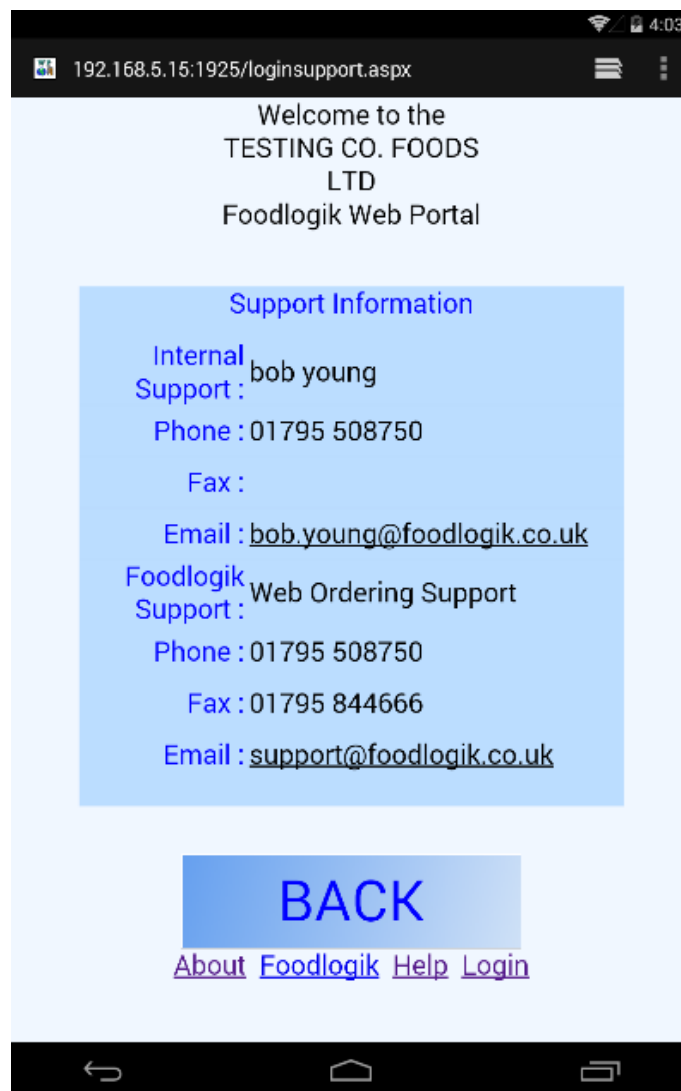 4:03
192.168.5.15:1925/loginsupport.aspx
Welcome to the
TESTING CO. FOODS
LTD
Foodlogik Web Portal
Support Information
Internal
Support : bob young
Phone : 01795 508750
Fax :
Email : bob.young@foodlogik.co.uk
Foodlogik
Support : Web Ordering Support
Phone : 01795 508750
Fax : 01795 844666
Email : support@foodlogik.co.uk
BACK
About Foodlogik Help Login